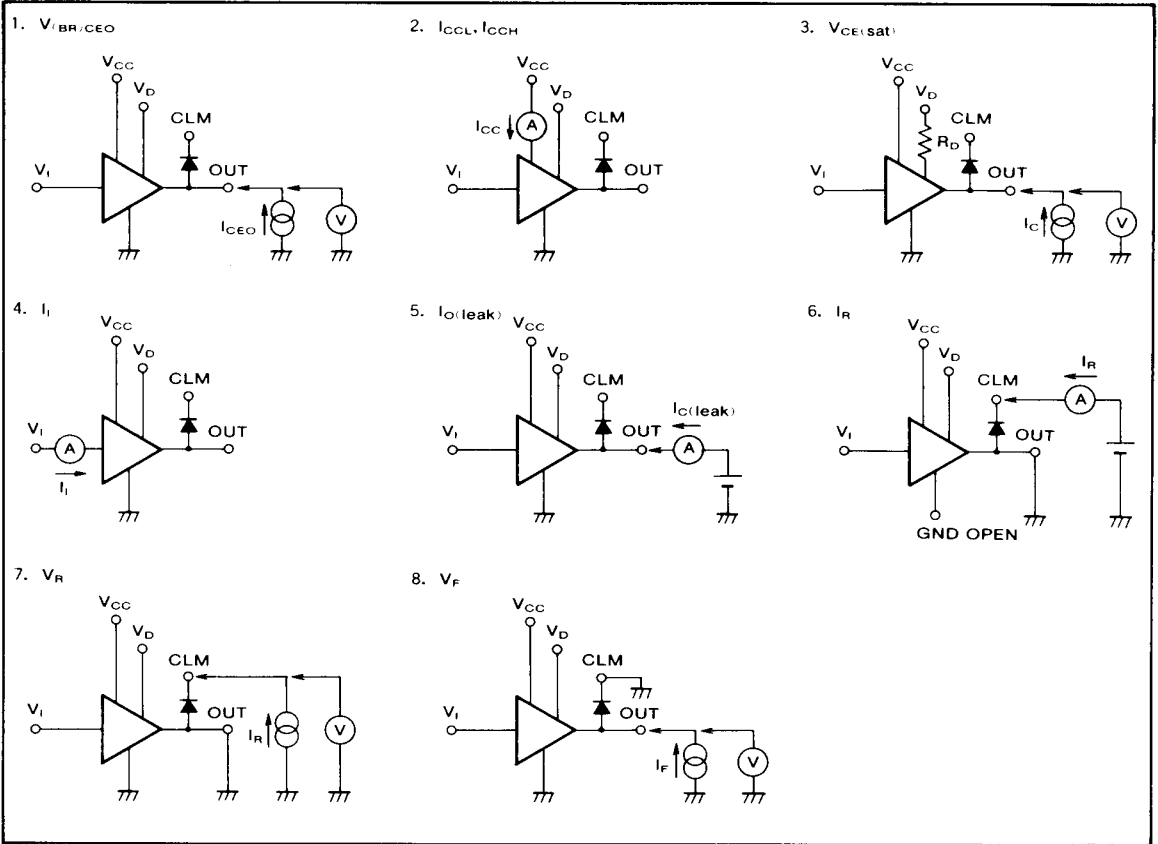 1. V(BR)CEO
VCC
VD
CLM
VI
OUT
ICEO
V
2. ICCL, ICCH
VCC
VD
ICC
A
CLM
VI
OUT
3. VCE(sat)
VCC
VD
RD
CLM
VI
OUT
IC
V
4. II
VCC
VD
CLM
VI
A
OUT
II
5. IO(leak)
VCC
VD
CLM
IC(leak)
VI
OUT
A
6. IR
VCC
VD
CLM
IR
A
VI
OUT
GND OPEN
7. VR
VCC
VD
CLM
VI
OUT
IR
V
8. VF
VCC
VD
CLM
VI
OUT
IF
V